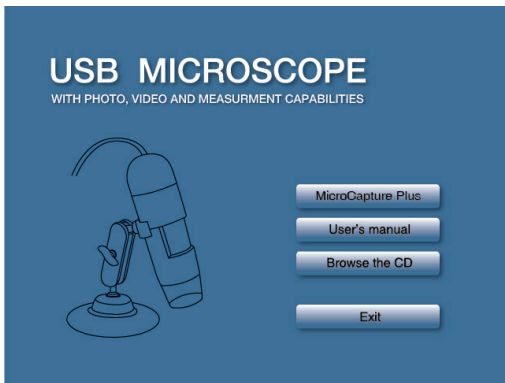 USB MICROSCOPE
WITH PHOTO, VIDEO AND MEASURMENT CAPABILITIES
MicroCapture Plus
User's manual
Browse the CD
Exit